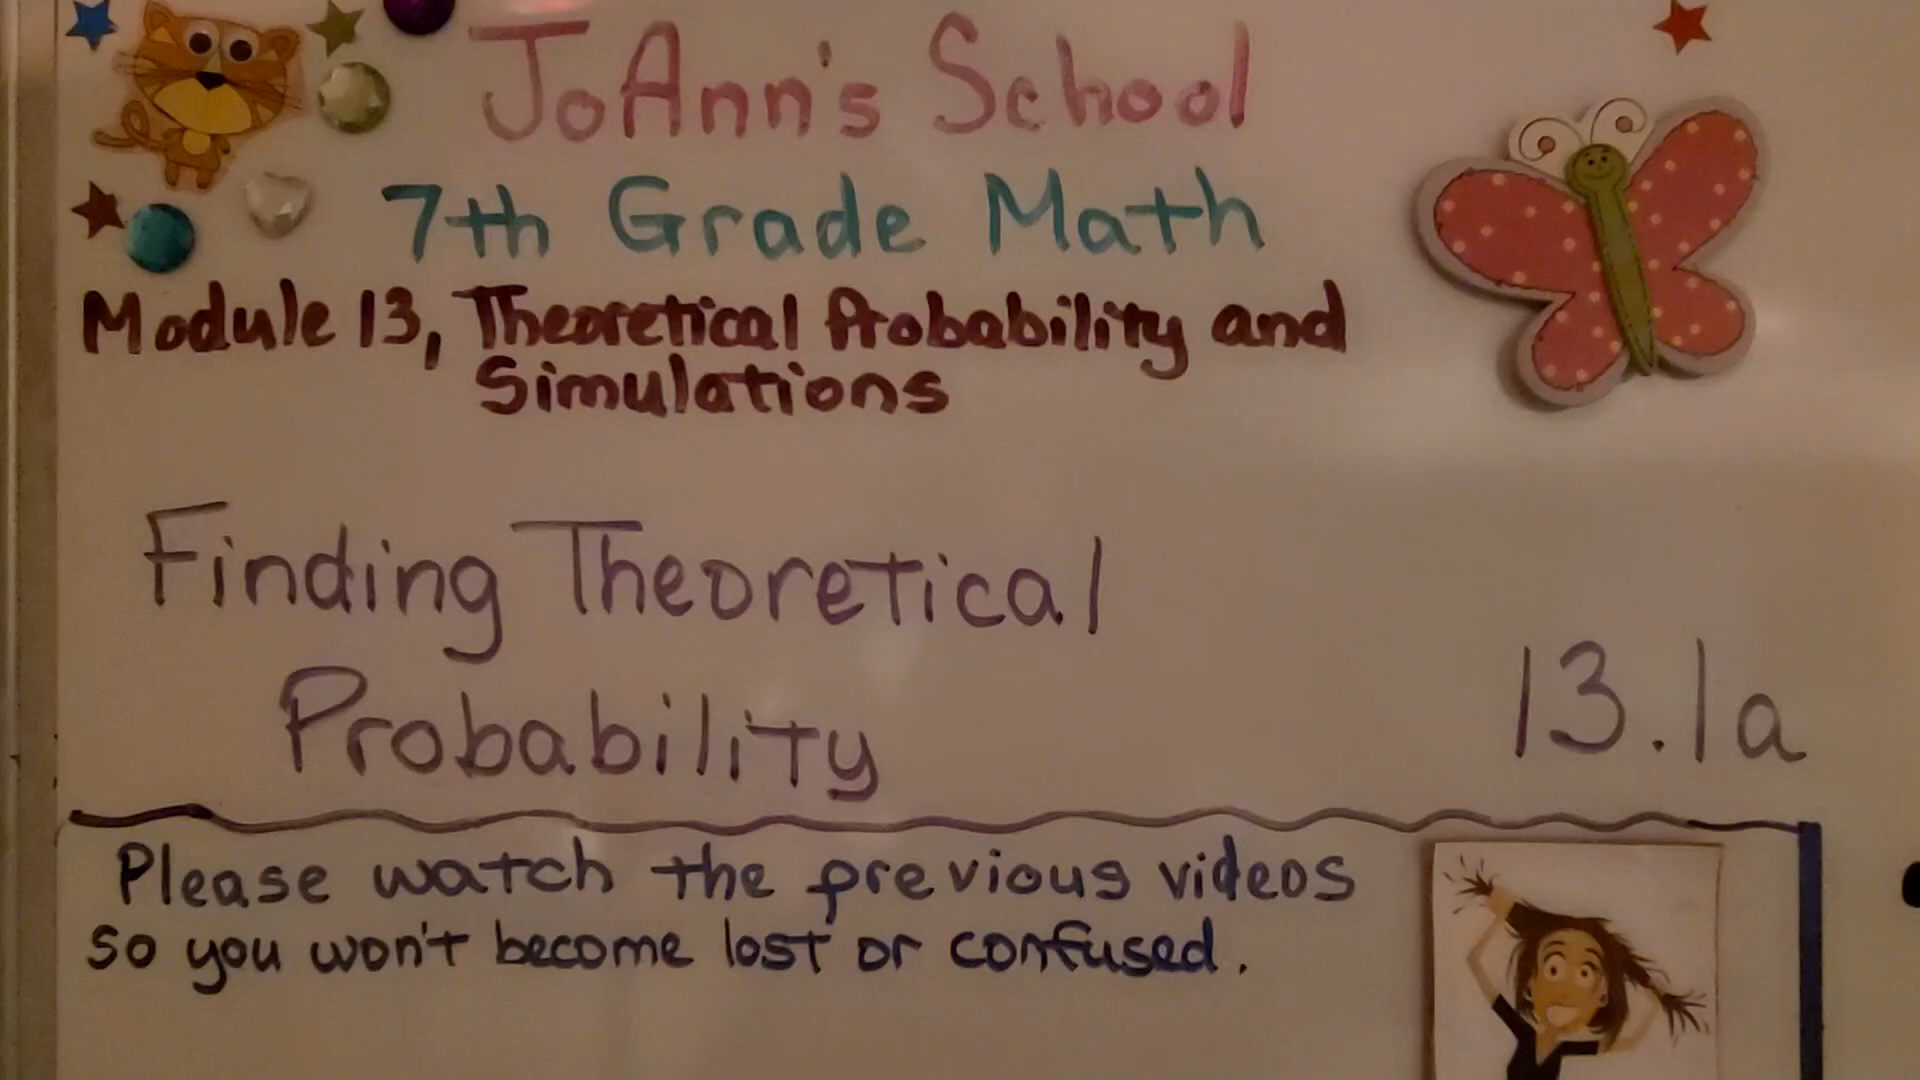 JoAnn's School
7th Grade Math
Module 13, Theoretical Probability and
Simulations
Finding Theoretical
Probability
13.1a
Please watch the previous videos
so you won't become lost or confused.